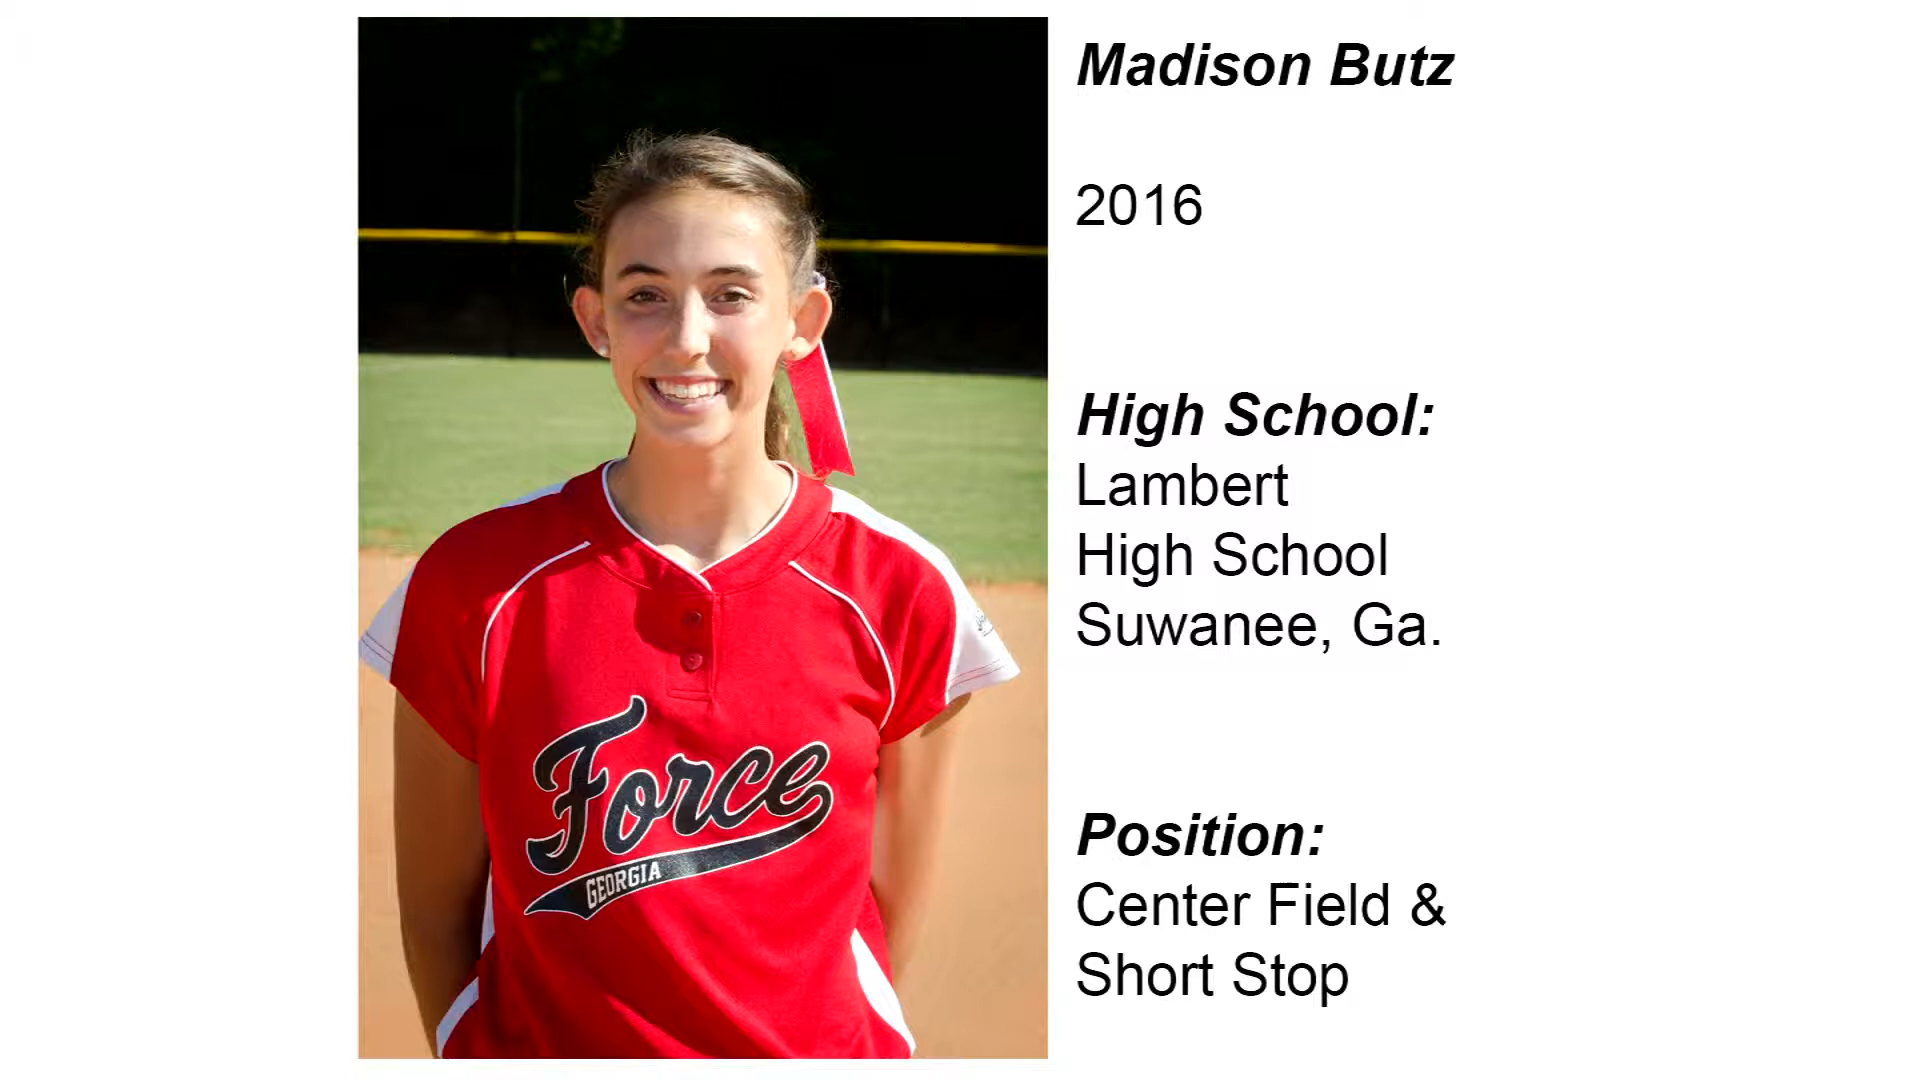 Madison Butz
2016
High School:
Lambert
High School
Suwanee, Ga.
Position:
Center Field &
Short Stop
Force
GEORGIA